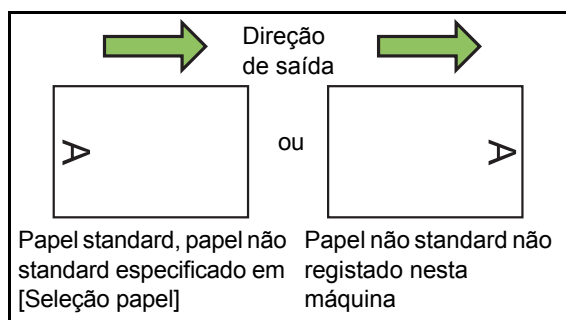 Direção
de saída
A
ou
A
Papel standard, papel não
standard especificado em
[Seleção papel]
Papel não standard não
registado nesta
máquina